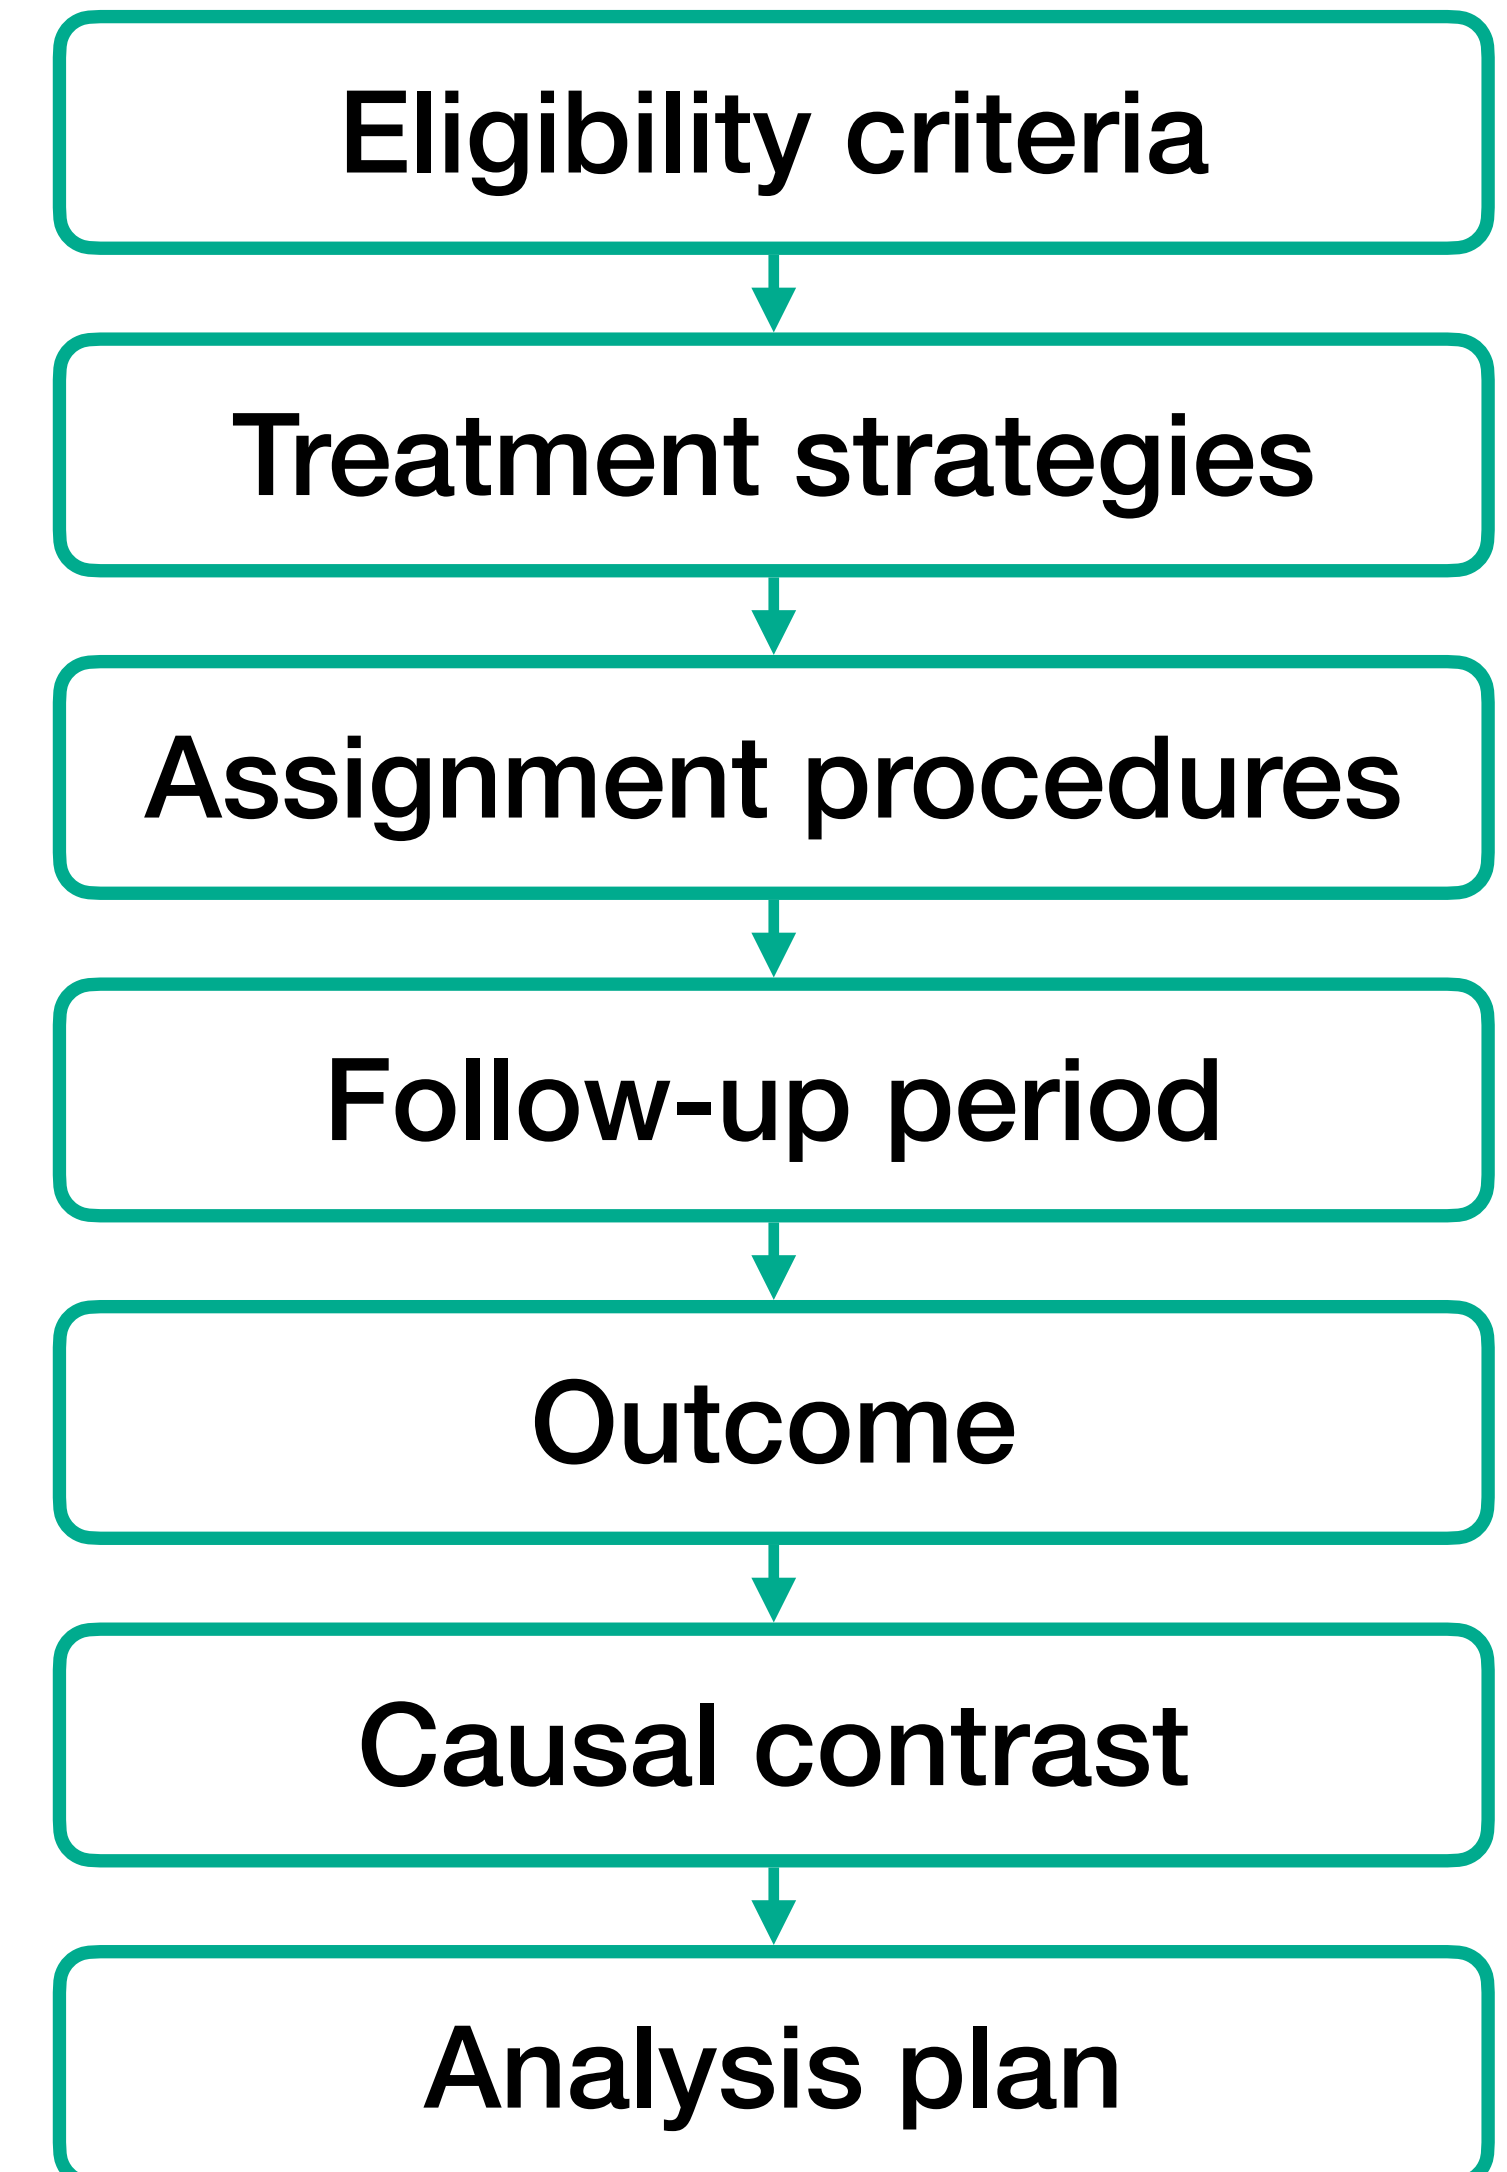 Eligibility criteria
Treatment strategies
Assignment procedures
Follow-up period
Outcome
Causal contrast
Analysis plan